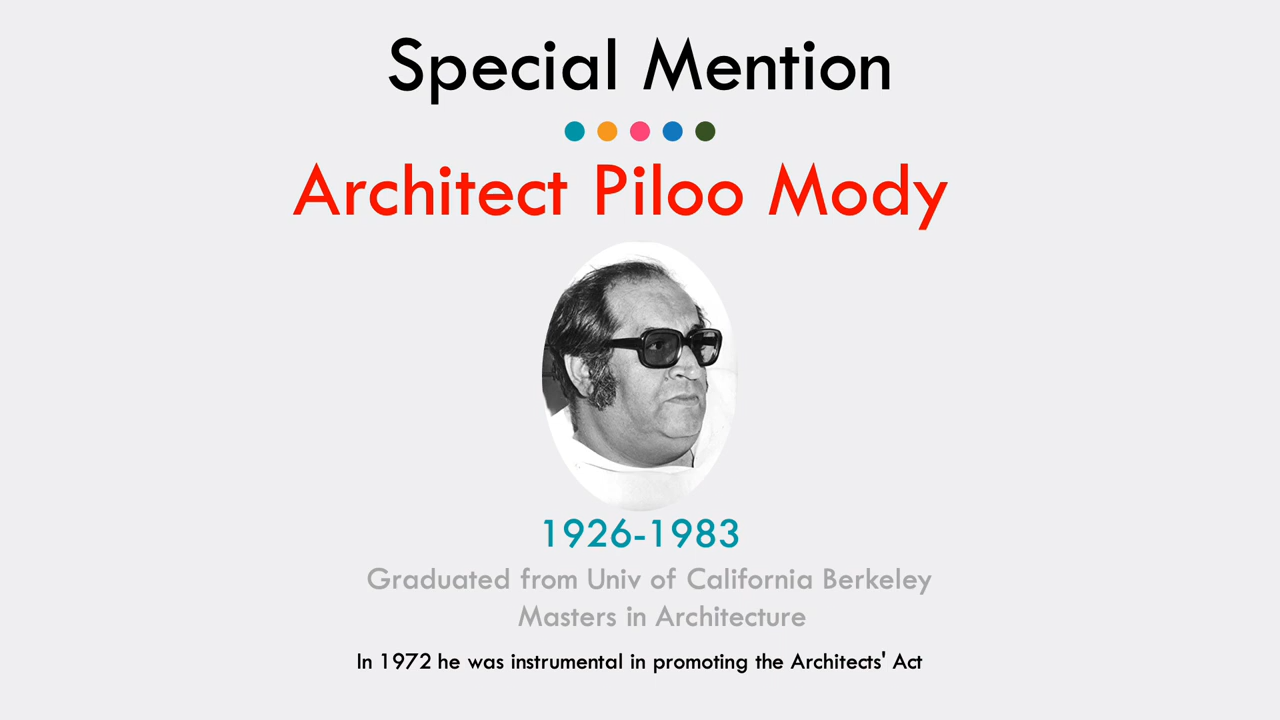 Special Mention
Architect Piloo Mody
1926-1983
Graduated from Univ of California Berkeley
Masters in Architecture
In 1972 he was instrumental in promoting the Architects' Act